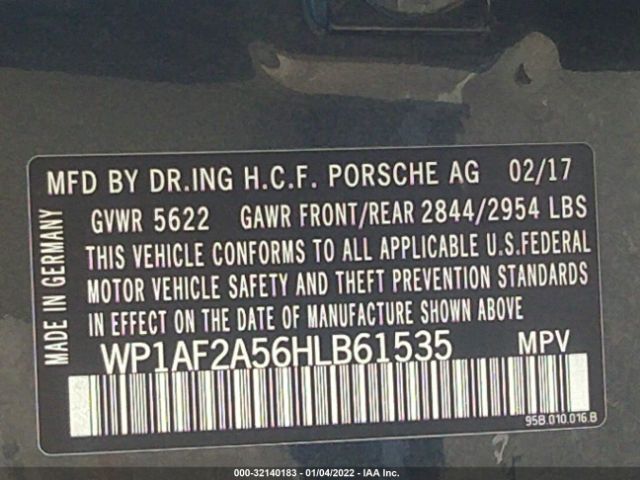 MFD BY DR.ING H.C.F. PORSCHE AG 02/17
GVWR 5622 GAWR FRONT/REAR 2844/2954 LBS
THIS VEHICLE CONFORMS TO ALL APPLICABLE U.S.FEDERAL
MOTOR VEHICLE SAFETY AND THEFT PREVENTION STANDARDS
IN EFFECT ON THE DATE OF MANUFACTURE SHOWN ABOVE
MADE IN GERMANY
WP1AF2A56HLB61535 MPV
95B.010.016.B
000-32140183 - 01/04/2022 - IAA Inc.